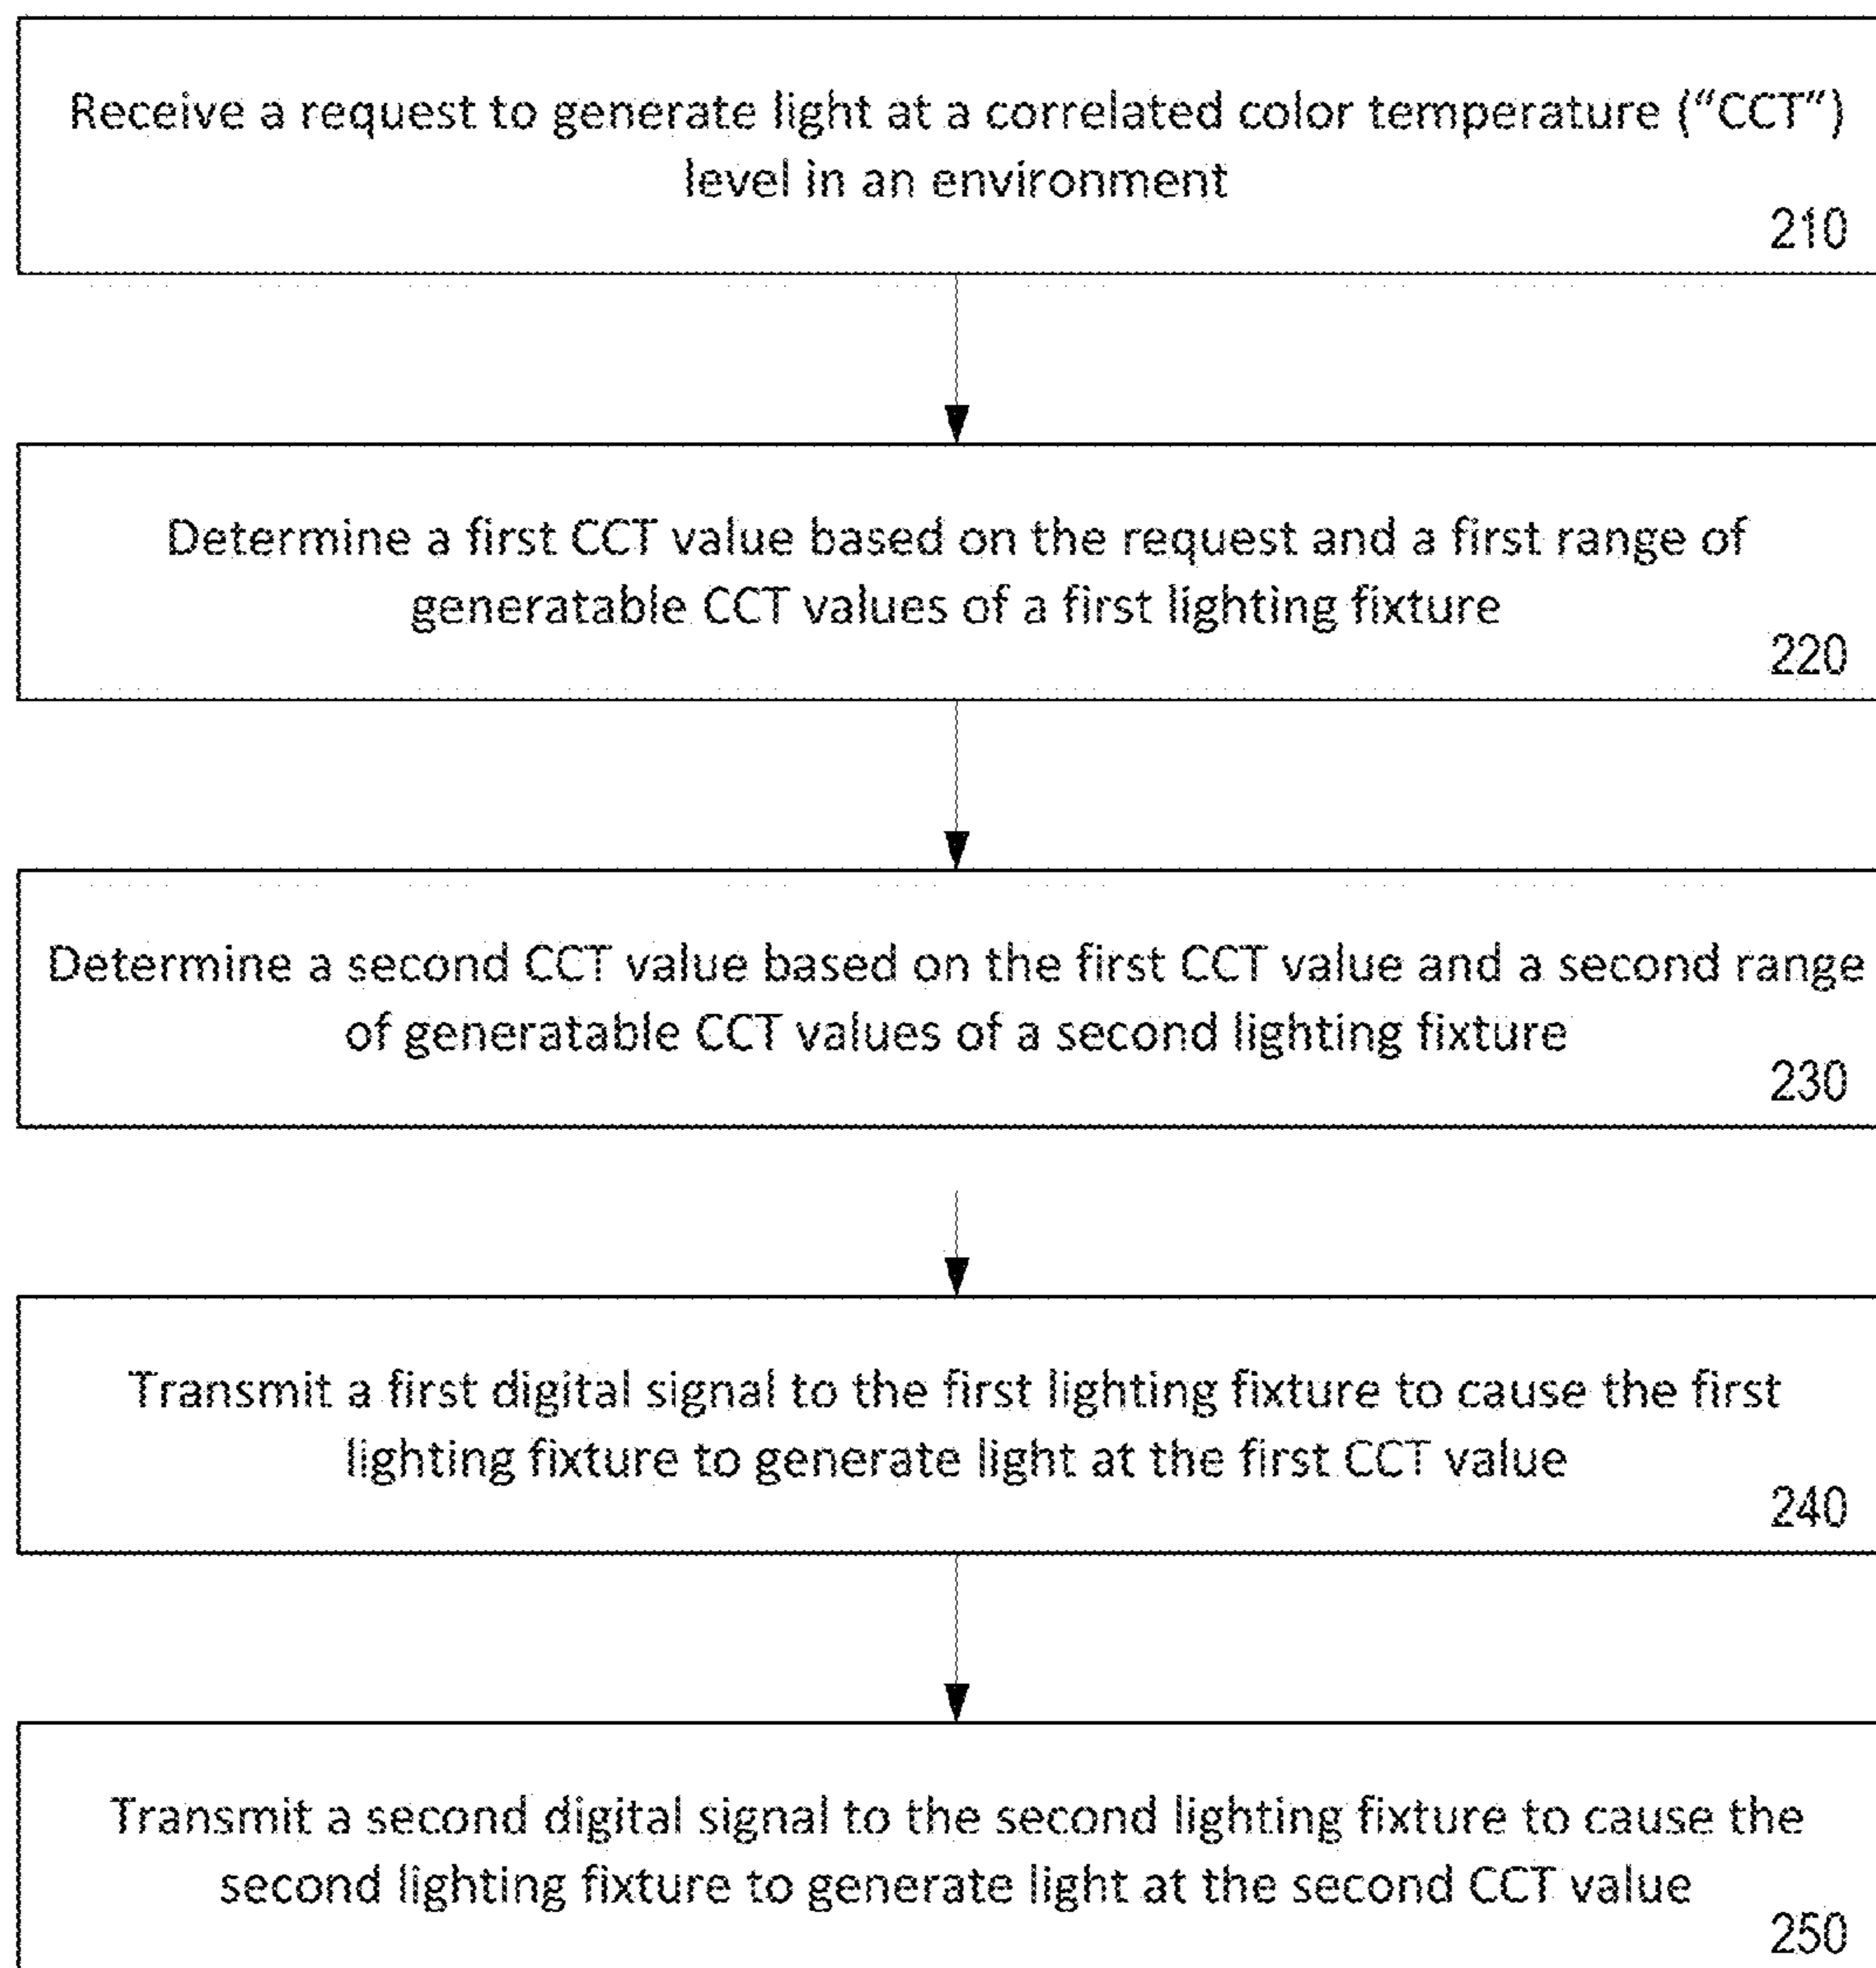 Receive a request to generate light at a correlated color temperature (“CCT”)
level in an environment
210
Determine a first CCT value based on the request and a first range of
generatable CCT values of a first lighting fixture
220
Determine a second CCT value based on the first CCT value and a second range
of generatable CCT values of a second lighting fixture
230
Transmit a first digital signal to the first lighting fixture to cause the first
lighting fixture to generate light at the first CCT value
240
Transmit a second digital signal to the second lighting fixture to cause the
second lighting fixture to generate light at the second CCT value
250